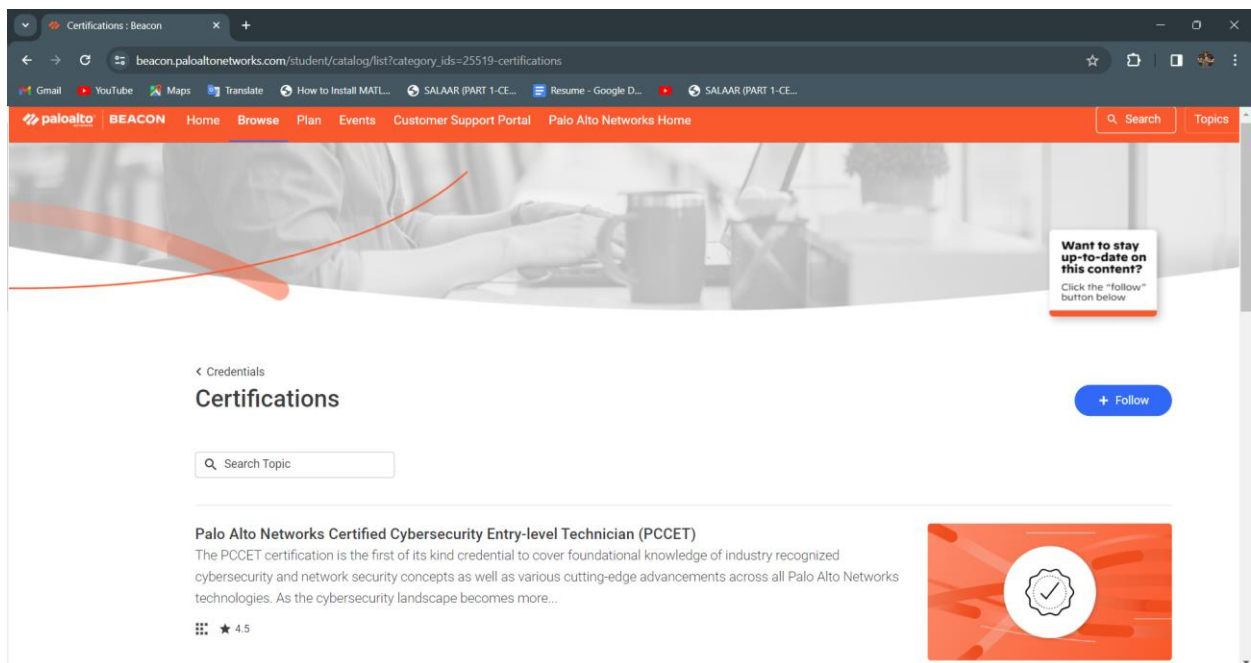 Certifications : Beacon
beacon.paloaltonetworks.com/student/catalog/list?category_ids=25519-certifications
Gmail YouTube Maps Translate How to Install MATL... SALAAR (PART 1-CE... Resume - Google D... SALAAR (PART 1-CE...
paloalto BEACON Home Browse Plan Events Customer Support Portal Palo Alto Networks Home Search Topics
Want to stay
up-to-date on
this content?
Click the "follow"
button below
Credentials
Certifications
+ Follow
Search Topic
Palo Alto Networks Certified Cybersecurity Entry-level Technician (PCCET)
The PCCET certification is the first of its kind credential to cover foundational knowledge of industry recognized
cybersecurity and network security concepts as well as various cutting-edge advancements across all Palo Alto Networks
technologies. As the cybersecurity landscape becomes more...
4.5